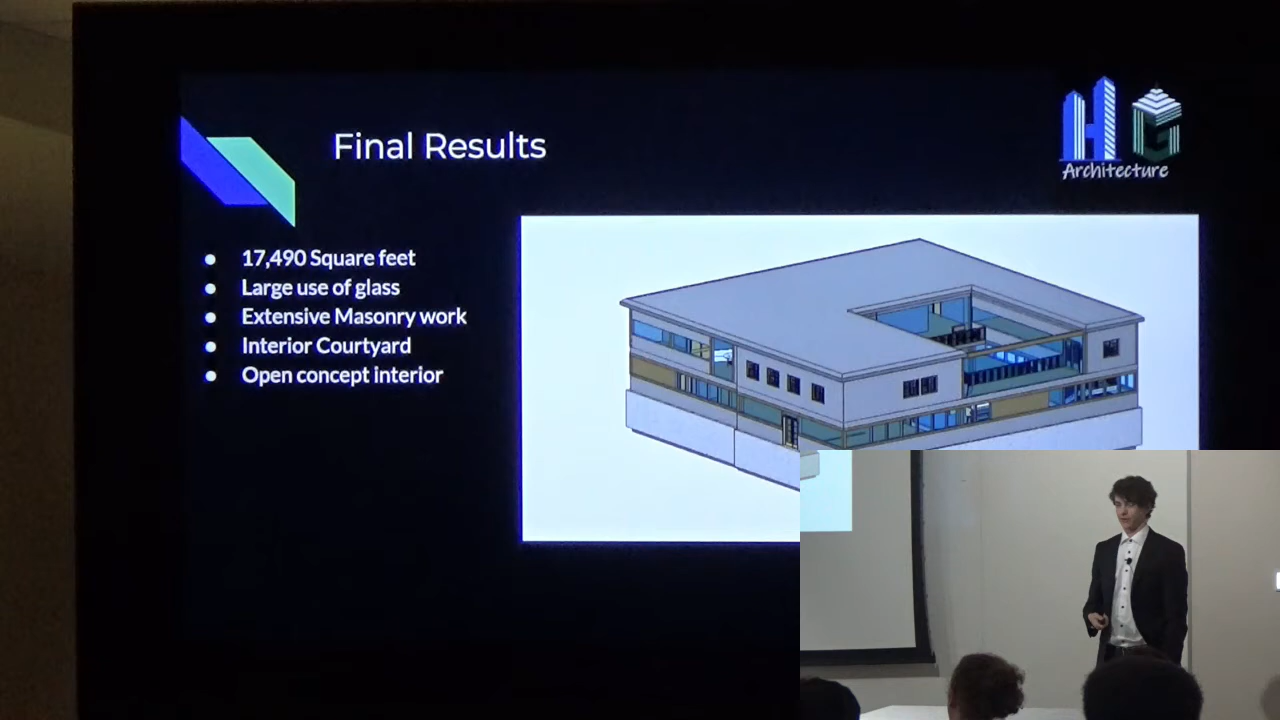 Final Results
HG
Architecture
● 17,490 Square feet
● Large use of glass
● Extensive Masonry work
● Interior Courtyard
● Open concept interior